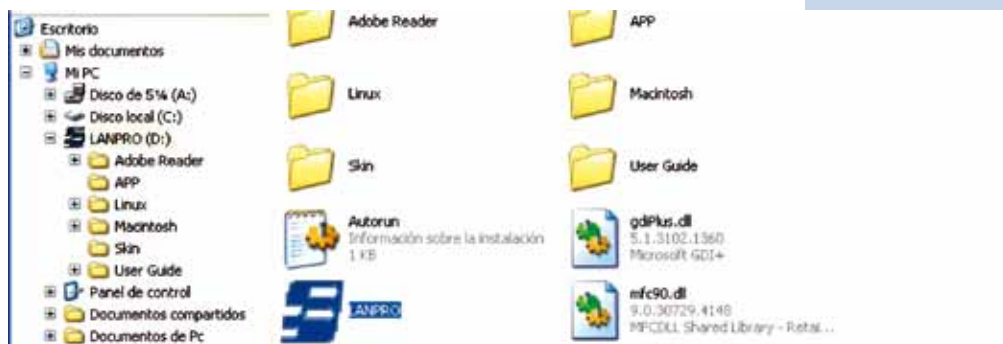 Escritorio
Mis documentos
Mi PC
Disco de 5¼ (A:)
Disco local (C:)
LANPRO (D:)
Adobe Reader
APP
Linux
Macintosh
Skin
User Guide
Panel de control
Documentos compartidos
Documentos de Pc
Adobe Reader
APP
Linux
Macintosh
Skin
User Guide
Autorun
Información sobre la instalación
1 KB
gdiPlus.dll
5.1.3102.1360
Microsoft GDI+
LANPRO
mfc90.dll
9.0.30729.4148
MFCDLL Shared Library - Retai...